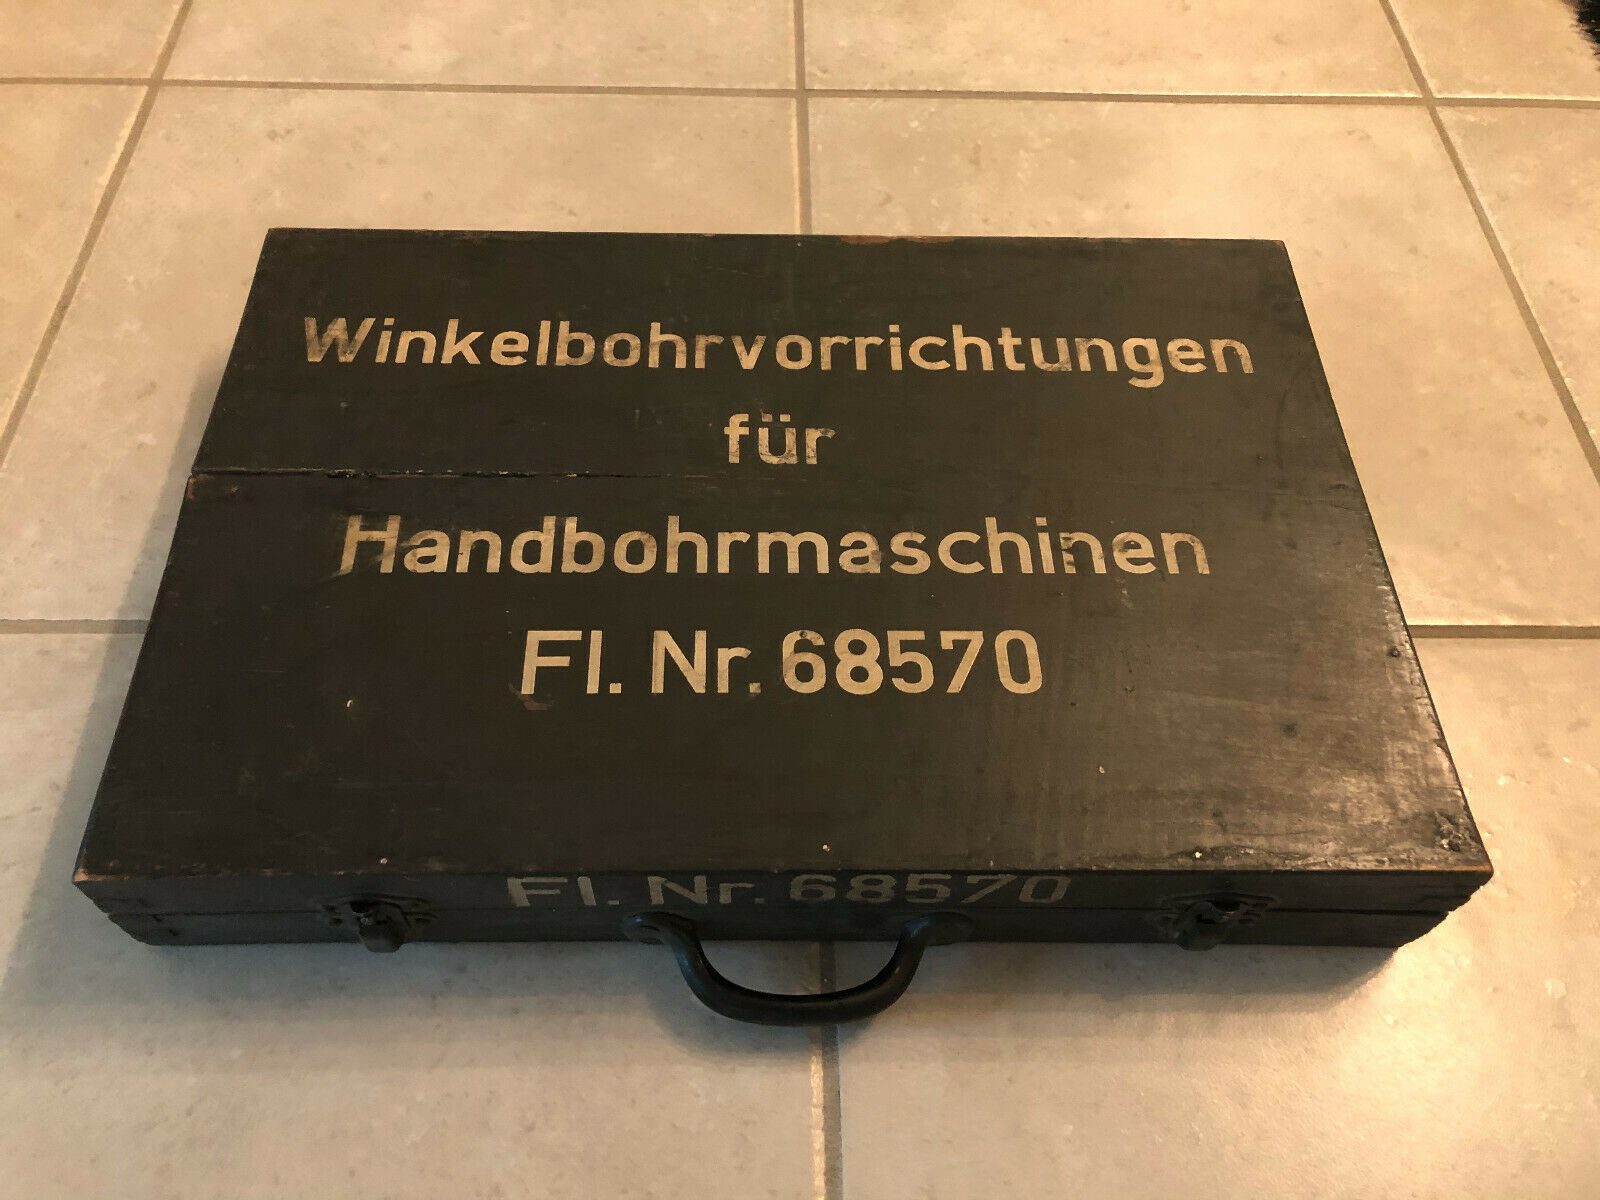 Winkelbohrvorrichtungen
für
Handbohrmaschinen
Fl. Nr. 68570
Fl. Nr. 68570